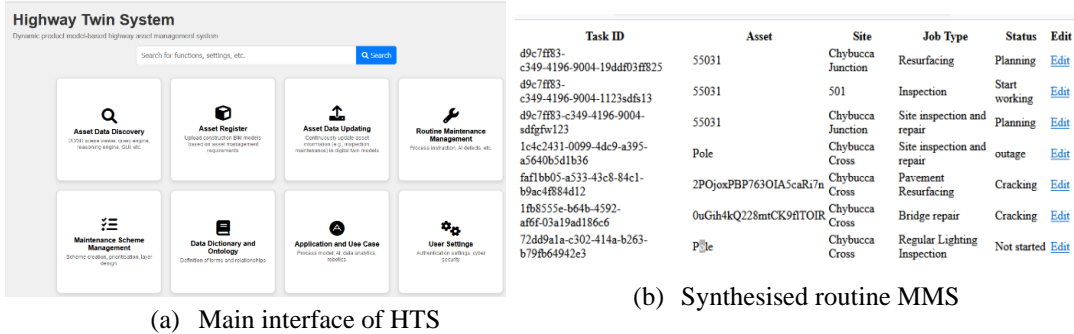 Highway Twin System
Dynamic product model-based highway asset management system
Search for functions, settings, etc.
Search
Asset Data Discovery
2D/3D scene viewer, query engine,
reasoning engine, GUI, etc.
Asset Register
Upload construction BIM models
based on asset management
requirements
Asset Data Updating
Continuously update asset
information (e.g., inspection
maintenance) in digital twin models
Routine Maintenance
Management
Process instruction, AI defects, etc.
Maintenance Scheme
Management
Scheme creation, prioritisation, layer
design.
Data Dictionary and
Ontology
Definition of terms and relationships
Application and Use Case
Process model, AI, data analytics
robotics
User Settings
Authentication settings, cyber
security
(a) Main interface of HTS
Task ID Asset Site Job Type Status Edit
d9c7ff83-
c349-4196-9004-19ddf03ff825 55031 Chybucca
Junction Resurfacing Planning Edit
d9c7ff83-
c349-4196-9004-1123sdfs13 55031 501 Inspection Start
working Edit
d9c7ff83-c349-4196-9004-
sdfgfw123 55031 Chybucca
Junction Site inspection and
repair Planning Edit
1c4c2431-0099-4dc9-a395-
a5640b5d1b36 Pole Chybucca
Cross Site inspection and
repair outage Edit
faf1bb05-a533-43c8-84c1-
b9ac4f884d12 2POjoxPBP763OIA5caRi7n Chybucca
Cross Pavement
Resurfacing Cracking Edit
1fb8555e-b64b-4592-
af6f-03a19ad186c6 0uGih4kQ228mtCK9flTOIR Chybucca
Cross Bridge repair Cracking Edit
72dd9a1a-c302-414a-b263-
b79fb64942e3 Pole Chybucca
Cross Regular Lighting
Inspection Not started Edit
(b) Synthesised routine MMS